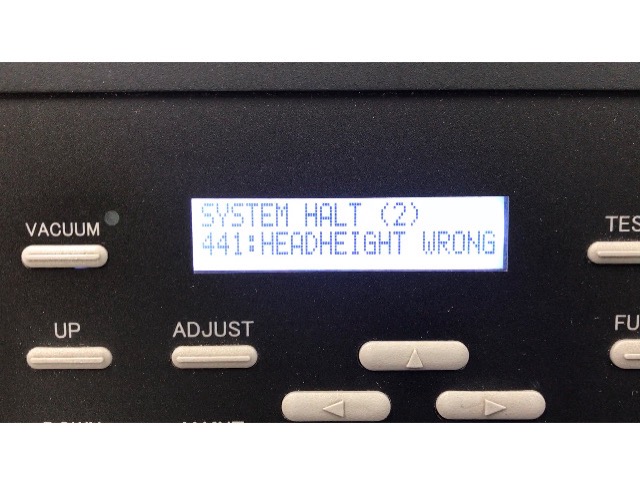 SYSTEM HALT (2)
441:HEADHEIGHT WRONG
VACUUM
UP
ADJUST